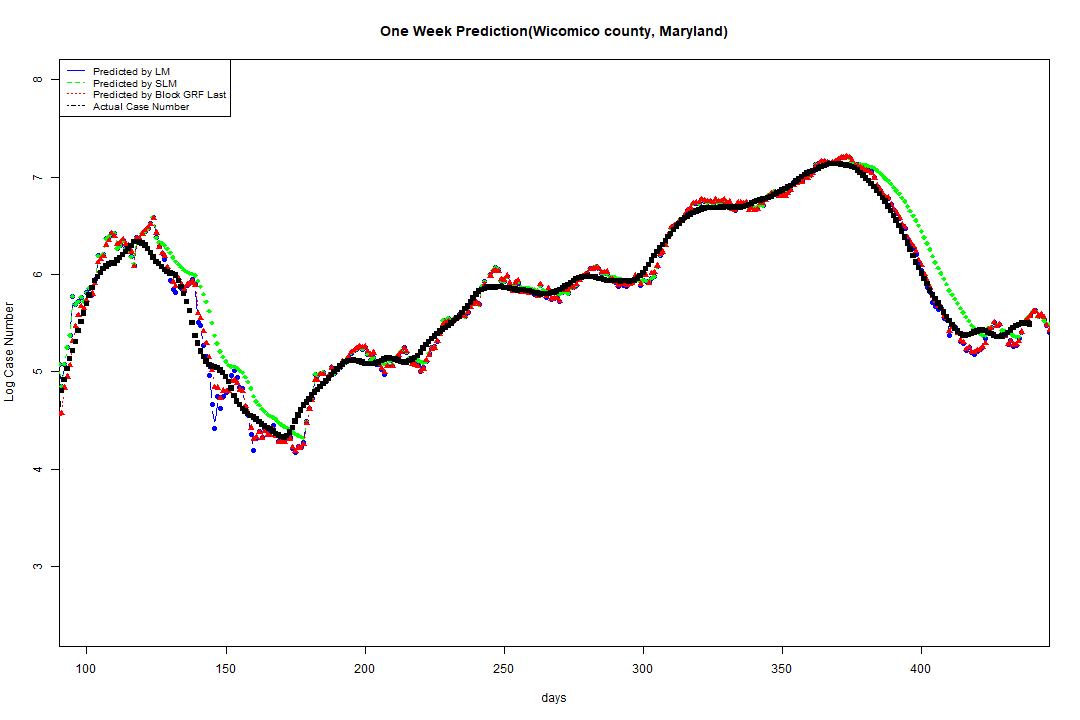 One Week Prediction(Wicomico county, Maryland)
Predicted by LM
Predicted by SLM
Predicted by Block GRF Last
Actual Case Number
8
7
6
5
4
3
Log Case Number
100 150 200 250 300 350 400
days